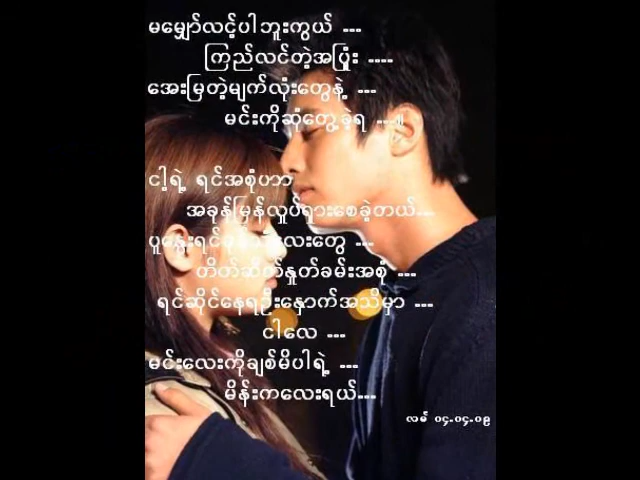 မမျှော်လင့်ပါဘူးကွယ် ---
ကြည်လင်တဲ့အပြုံး ----
အေးမြတဲ့မျက်လုံးတွေနဲ့ ---
မင်းကိုဆုံတွေ့ခဲ့ရ ---။
ငါ့ရဲ့ ရင်အစုံဟာ
အခုန်မြန်လှုပ်ရှားစေခဲ့တယ်---
ပူနွေးရင်ခုန်သံလေးတွေ ---
တိတ်ဆိတ်နှုတ်ခမ်းအစုံ ---
ရင်ဆိုင်နေရဦးနှောက်အသိမှာ ---
ငါလေ ---
မင်းလေးကိုချစ်မိပါရဲ့ ---
မိန်းကလေးရယ်---
လမ် ၀၄-၀၄-၀၉